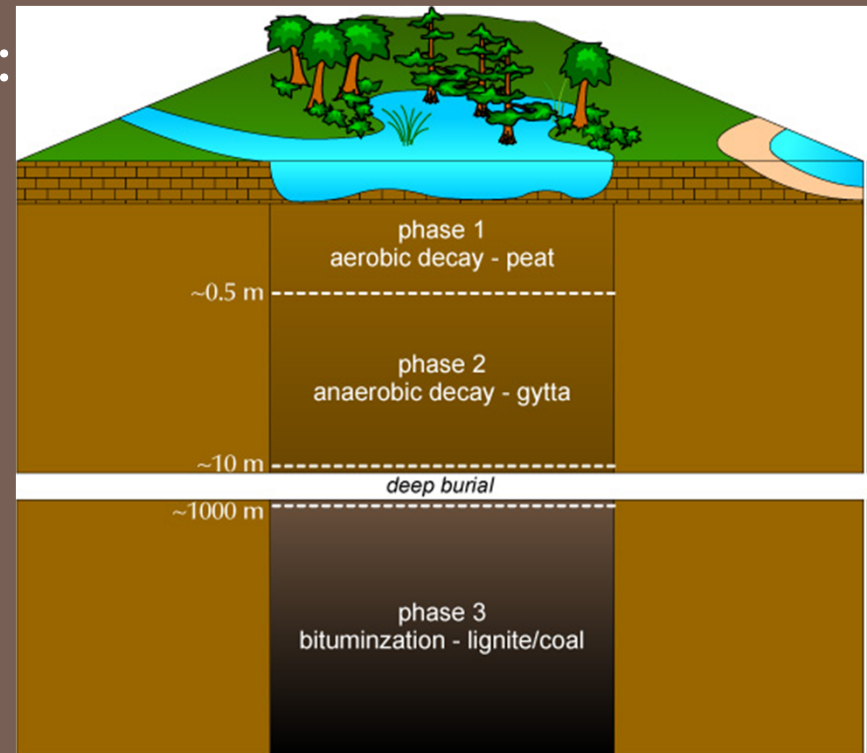 phase 1
aerobic decay - peat
~0.5 m
phase 2
anaerobic decay - gytta
~10 m
deep burial
~1000 m
phase 3
bituminzation - lignite/coal